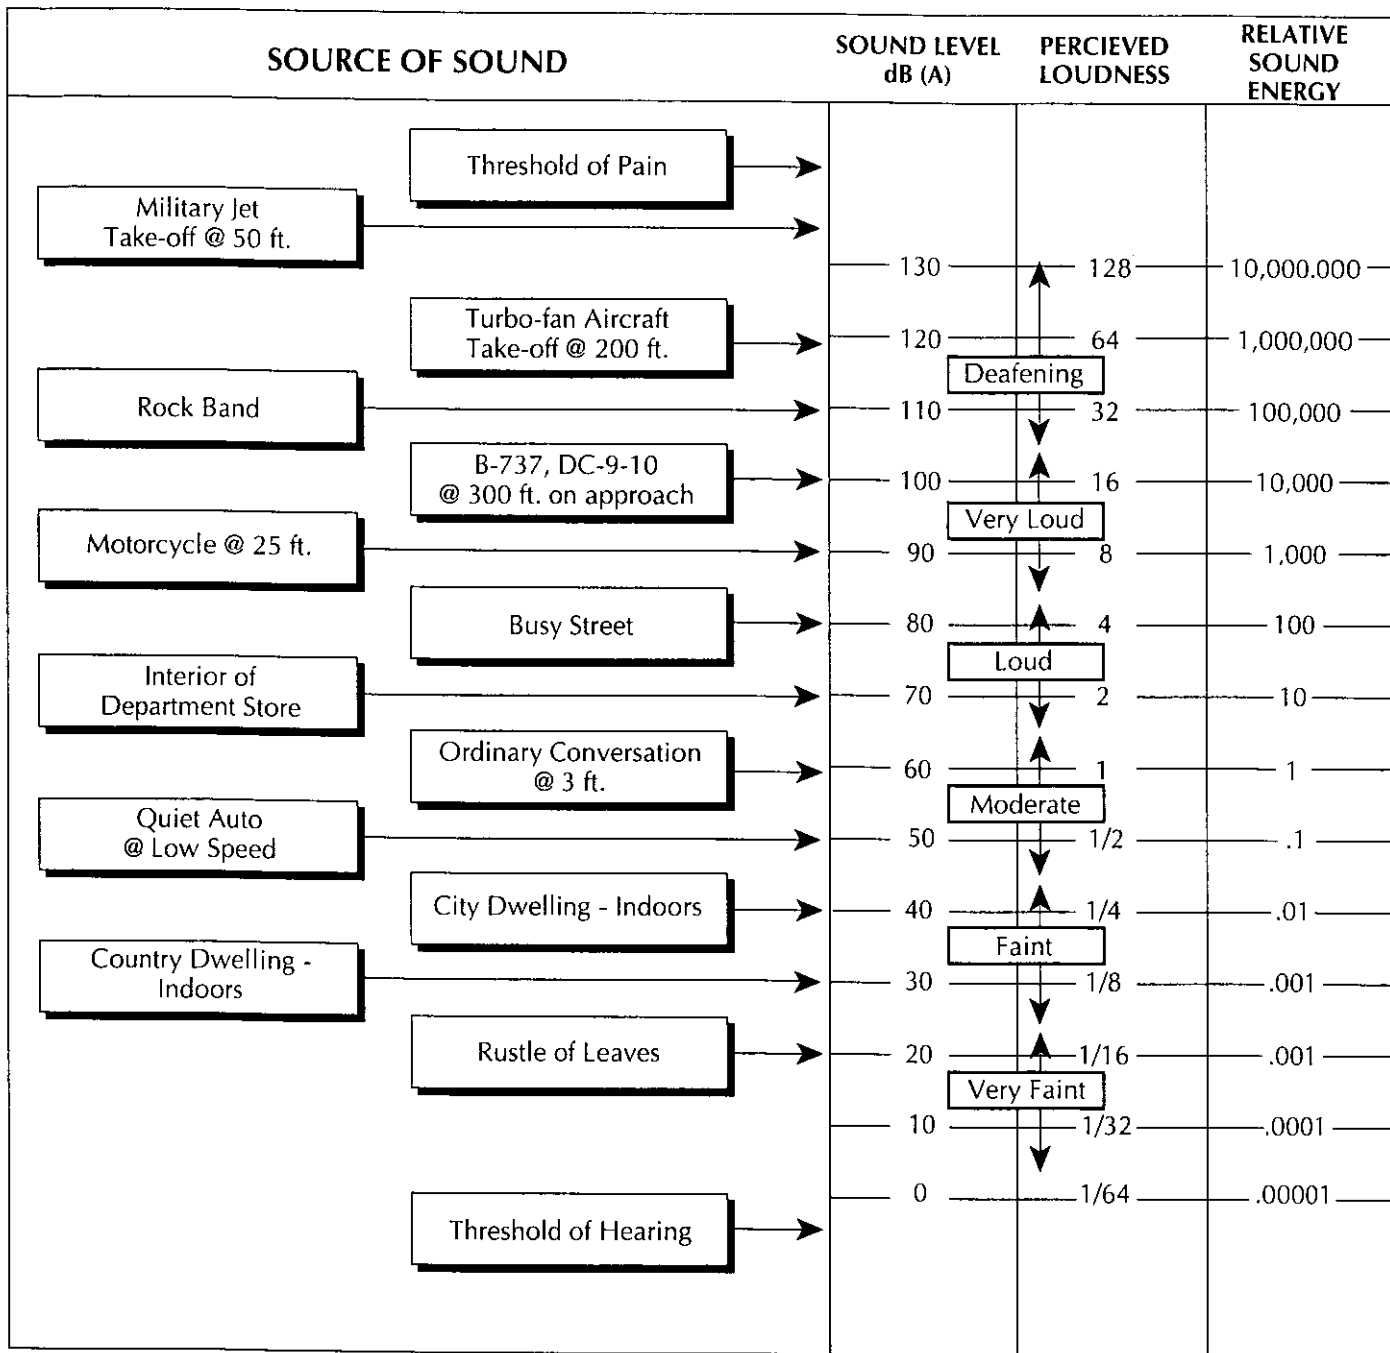 SOURCE OF SOUND
SOUND LEVEL
dB (A)
PERCIEVED
LOUDNESS
RELATIVE
SOUND
ENERGY
Threshold of Pain
Military Jet
Take-off @ 50 ft.
130 128 10,000.000
Turbo-fan Aircraft
Take-off @ 200 ft.
120 64 1,000,000
Deafening
Rock Band
110 32 100,000
B-737, DC-9-10
@ 300 ft. on approach
100 16 10,000
Very Loud
Motorcycle @ 25 ft.
90 8 1,000
Busy Street
80 4 100
Loud
Interior of
Department Store
70 2 10
Ordinary Conversation
@ 3 ft.
60 1 1
Moderate
Quiet Auto
@ Low Speed
50 1/2 .1
City Dwelling - Indoors
40 1/4 .01
Faint
Country Dwelling -
Indoors
30 1/8 .001
Rustle of Leaves
20 1/16 .001
Very Faint
10 1/32 .0001
0 1/64 .00001
Threshold of Hearing